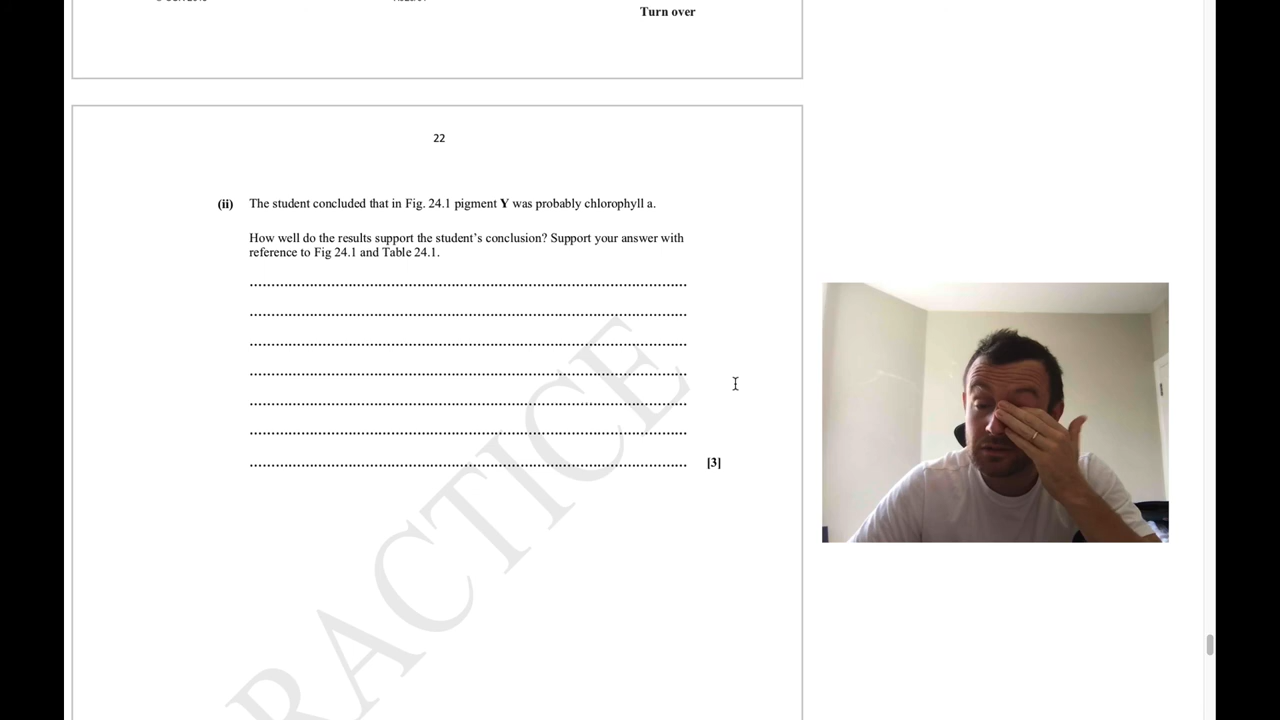 Turn over
22
(ii) The student concluded that in Fig. 24.1 pigment Y was probably chlorophyll a.
How well do the results support the student's conclusion? Support your answer with
reference to Fig 24.1 and Table 24.1.
[3]
RACTICE